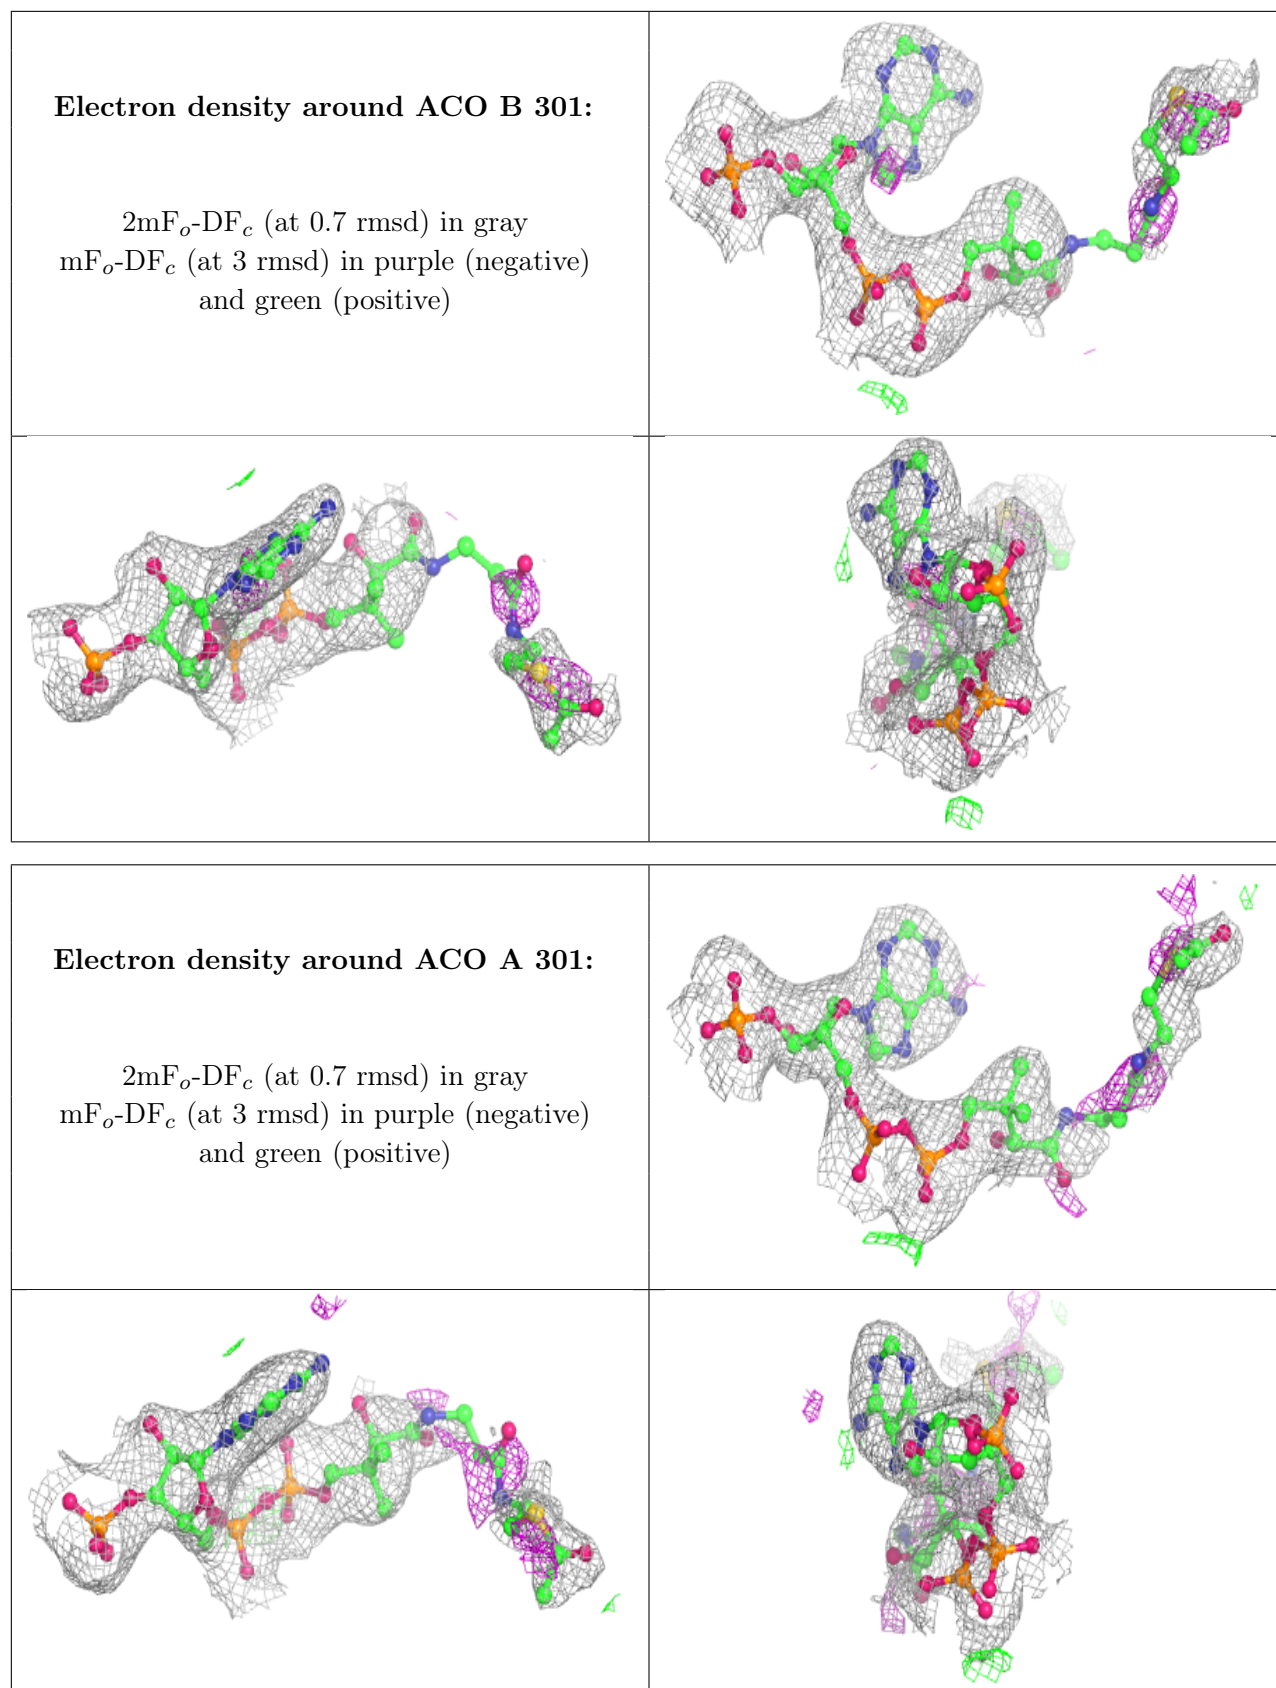 Electron density around ACO B 301:
2mFo-DFc (at 0.7 rmsd) in gray
mFo-DFc (at 3 rmsd) in purple (negative)
and green (positive)
Electron density around ACO A 301:
2mFo-DFc (at 0.7 rmsd) in gray
mFo-DFc (at 3 rmsd) in purple (negative)
and green (positive)